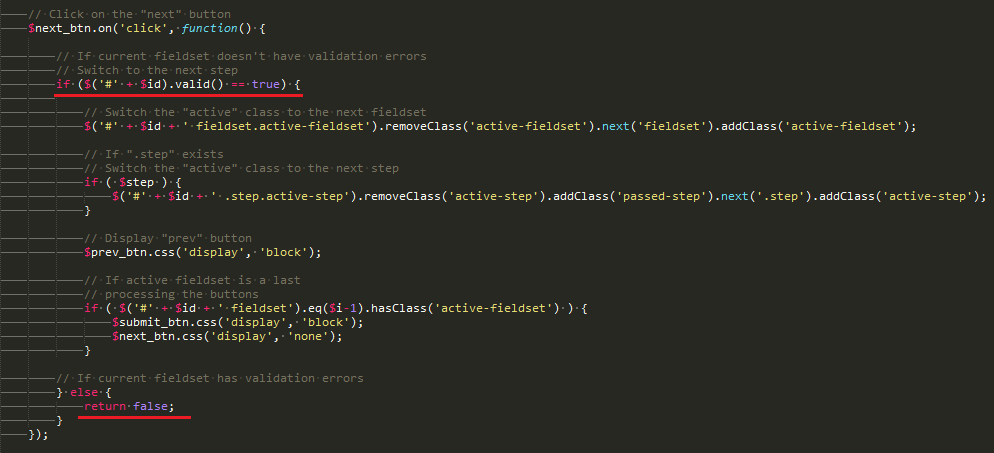 // Click on the "next" button
$next_btn.on('click', function() {
// If current fieldset doesn't have validation errors
// Switch to the next step
if ($('#' + $id).valid() == true) {
// Switch the "active" class to the next fieldset
$('#' + $id + ' fieldset.active-fieldset').removeClass('active-fieldset').next('fieldset').addClass('active-fieldset');
// If ".step" exists
// Switch the "active" class to the next step
if ( $step ) {
$('#' + $id + ' .step.active-step').removeClass('active-step').addClass('passed-step').next('.step').addClass('active-step');
}
// Display "prev" button
$prev_btn.css('display', 'block');
// If active fieldset is a last
// processing the buttons
if ( $('#' + $id + ' fieldset').eq($i-1).hasClass('active-fieldset') ) {
$submit_btn.css('display', 'block');
$next_btn.css('display', 'none');
}
// If current fieldset has validation errors
} else {
return false;
}
});